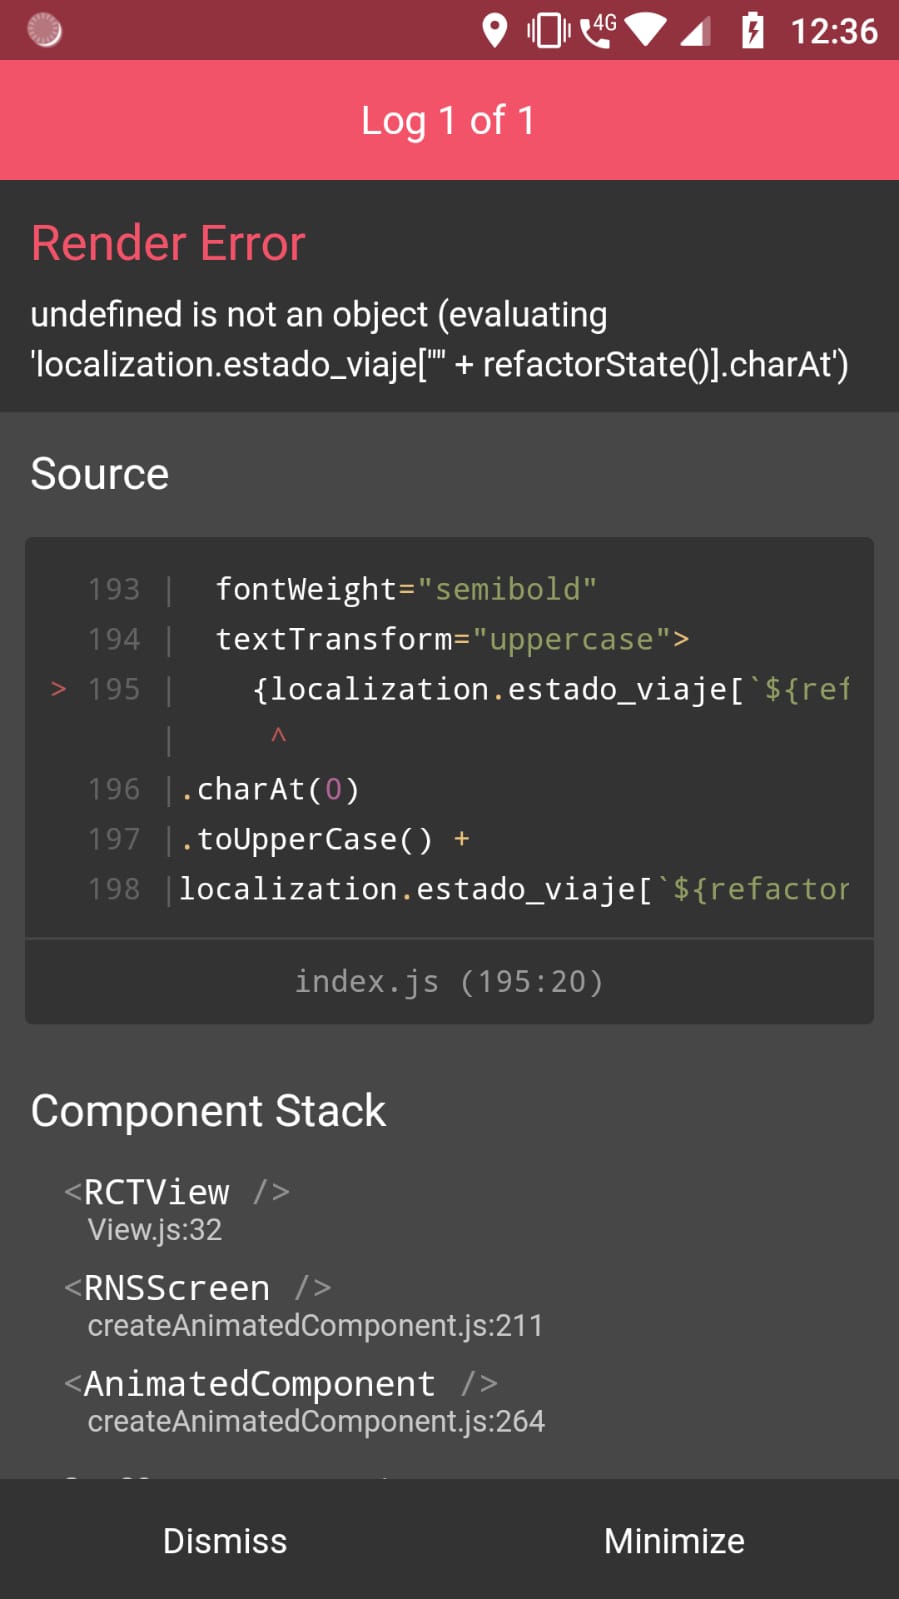 4G 12:36
Log 1 of 1
Render Error
undefined is not an object (evaluating
'localization.estado_viaje["" + refactorState()].charAt')
Source
193 |  fontWeight="semibold"
194 |  textTransform="uppercase">
> 195 |    {localization.estado_viaje[`${ref
|     ^
196 |.charAt(0)
197 |.toUpperCase() +
198 |localization.estado_viaje[`${refactor
index.js (195:20)
Component Stack
<RCTView />
View.js:32
<RNSScreen />
createAnimatedComponent.js:211
<AnimatedComponent />
createAnimatedComponent.js:264
Dismiss Minimize